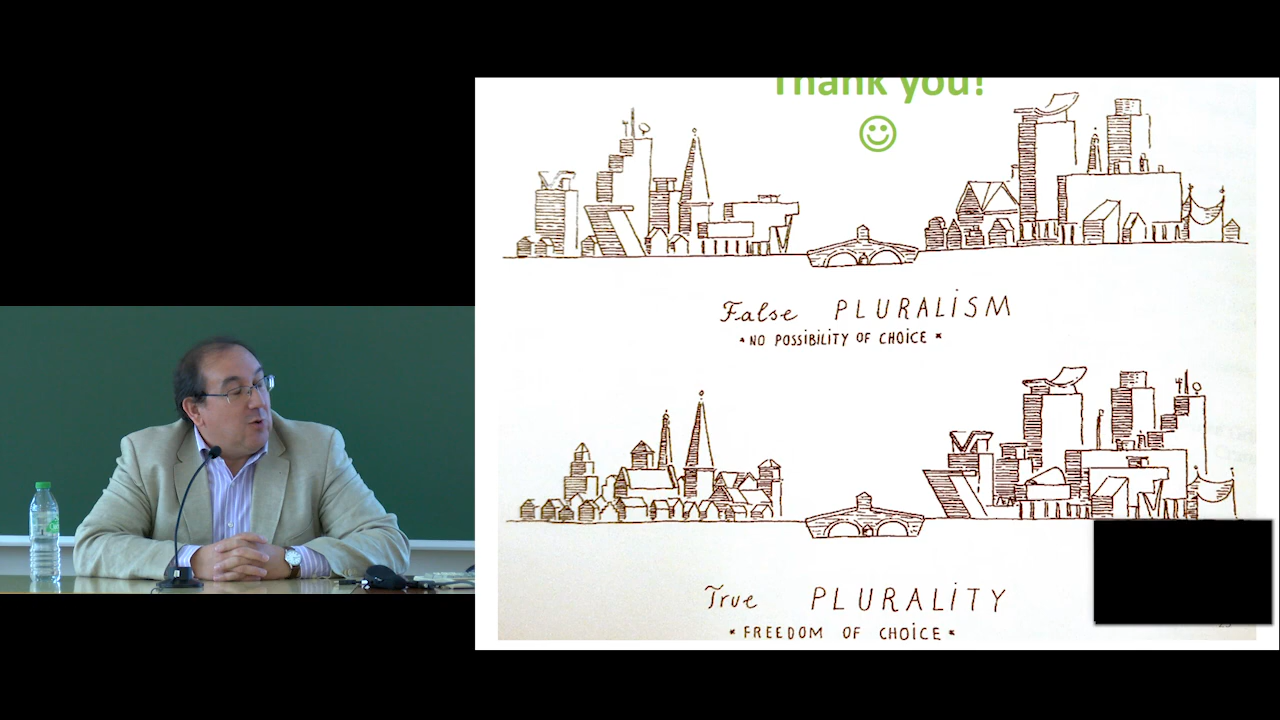 Thank you!
False PLURALiSM
*NO POSSiBiLiTY OF CHOiCE *
True PLURALiTY
* FREEDOM OF CHOiCE *